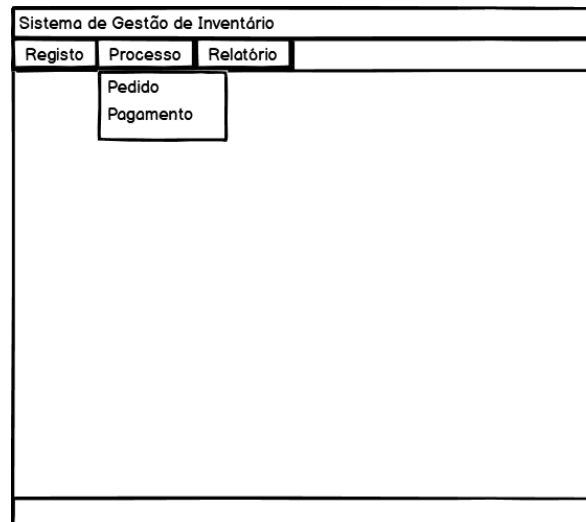 Sistema de Gestão de Inventário
Registo Processo Relatório
Pedido
Pagamento